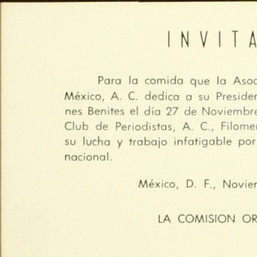 INVITA
Para la comida que la Asoc
México, A. C. dedica a su Presiden
nes Benites el día 27 de Noviembre
Club de Periodistas, A. C., Filomen
su lucha y trabajo infatigable por
nacional.
México, D. F., Noviem
LA COMISION OR